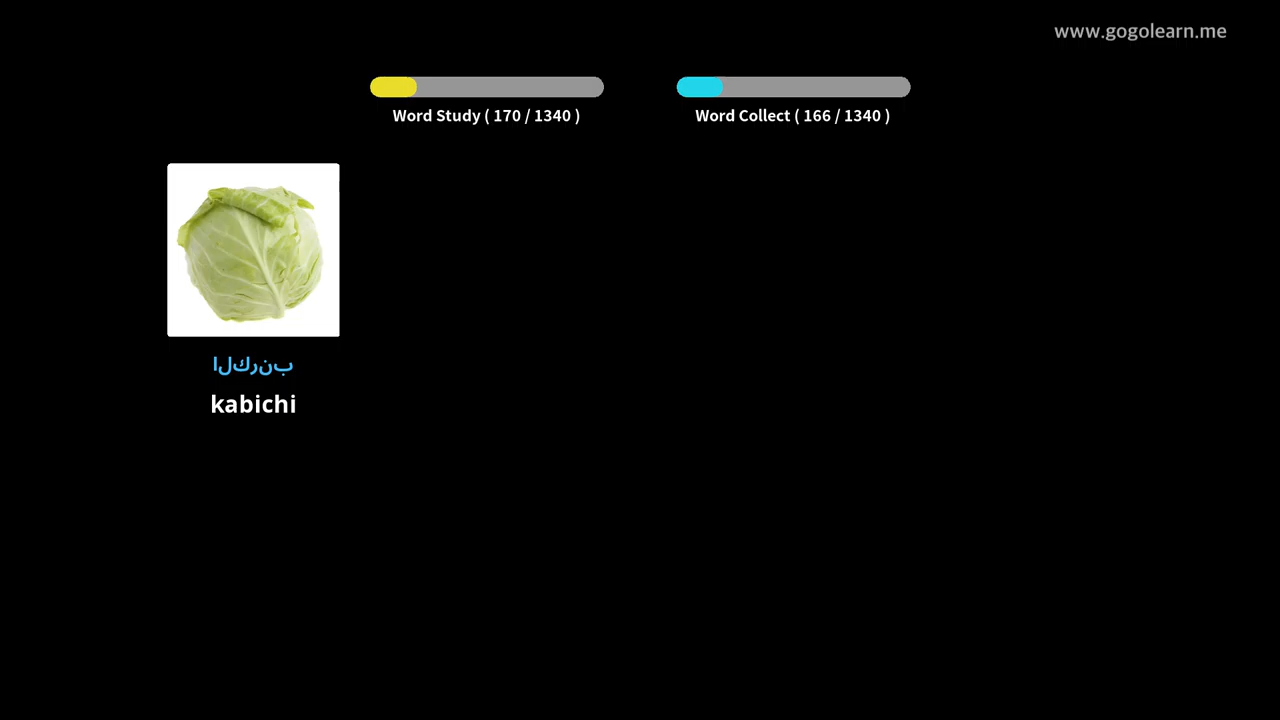 www.gogolearn.me
Word Study ( 170 / 1340 )
Word Collect ( 166 / 1340 )
الكرنب
kabichi